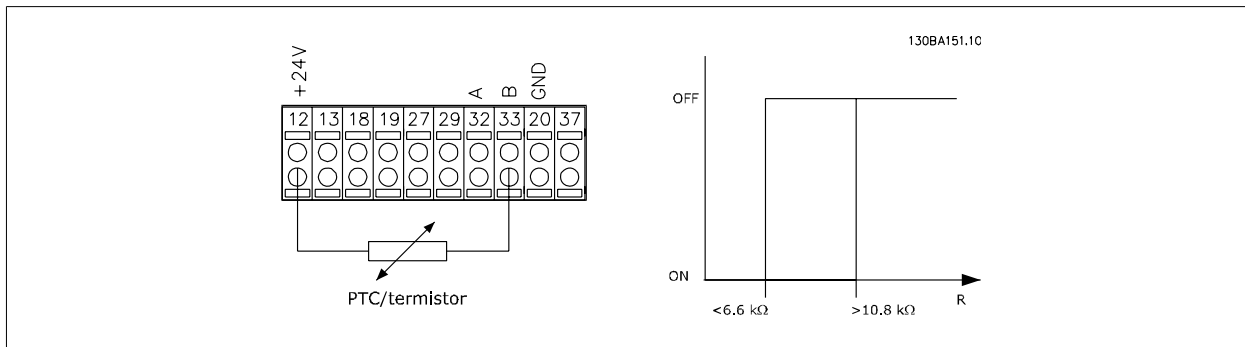 130BA151.10
+24V
A
B
GND
12 13 18 19 27 29 32 33 20 37
PTC/termistor
OFF
ON
R
<6.6 kΩ
>10.8 kΩ